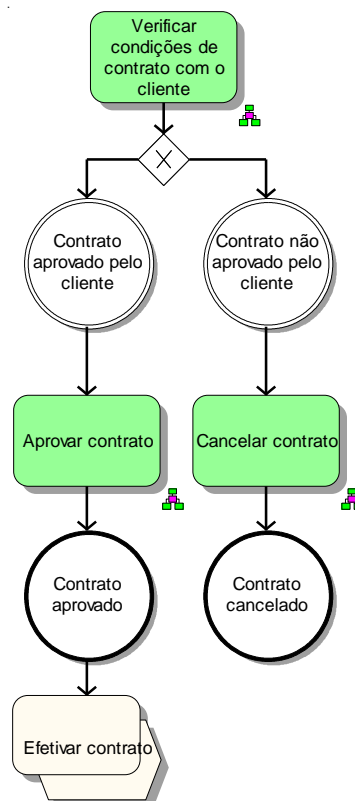 Verificar
condições de
contrato com o
cliente
Contrato
aprovado pelo
cliente
Contrato não
aprovado pelo
cliente
Aprovar contrato
Cancelar contrato
Contrato
aprovado
Contrato
cancelado
Efetivar contrato